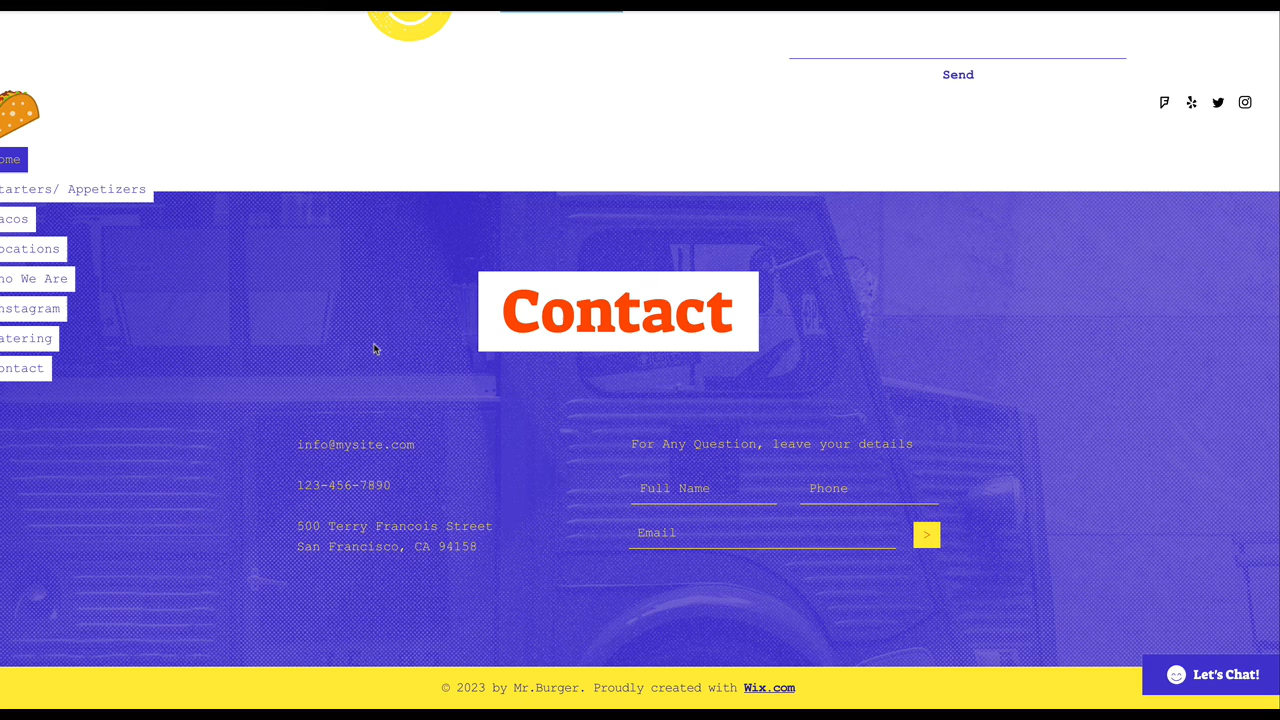 Send
ome
tarters/ Appetizers
acos
ocations
ho We Are
nstagram
atering
ontact
Contact
info@mysite.com
123-456-7890
500 Terry Francois Street
San Francisco, CA 94158
For Any Question, leave your details
Full Name
Phone
Email
>
© 2023 by Mr.Burger. Proudly created with Wix.com
Let's Chat!